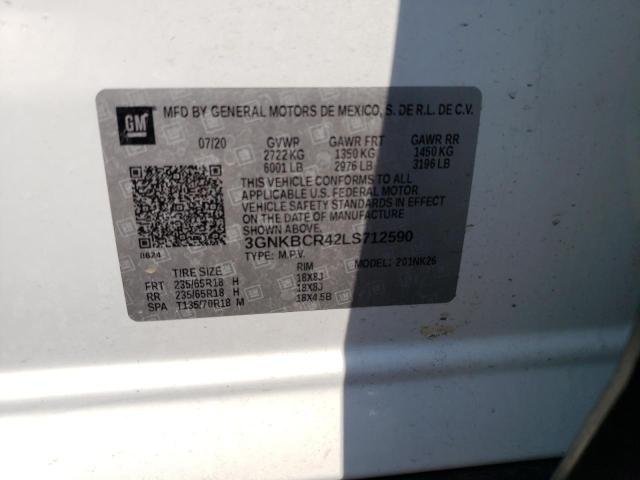 GM MFD BY GENERAL MOTORS DE MEXICO, S. DE R.L. DE C.V.
07/20 GVWR GAWR FRT GAWR RR
2722 KG 1350 KG 1450 KG
6001 LB 2976 LB 3196 LB
THIS VEHICLE CONFORMS TO ALL
APPLICABLE U.S. FEDERAL MOTOR
VEHICLE SAFETY STANDARDS
IN EFFECT ON THE DATE OF MANUFACTURE
SHOWN ABOVE.
3GNKBCR42LS712590
TYPE: M.P.V. MODEL: 201NK26
TIRE SIZE RIM
FRT 235/65R18 H 18X8J
RR 235/65R18 H 18X8J
SPA T135/70R18 M 18X4.5B